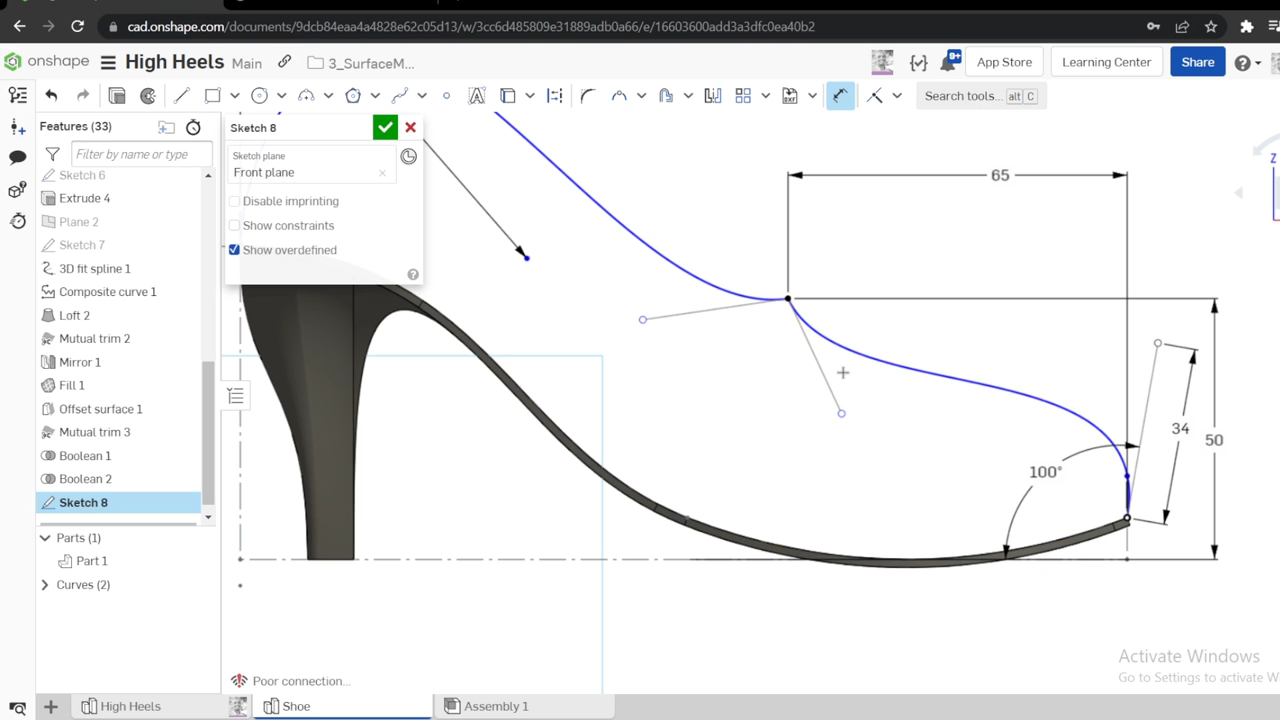 cad.onshape.com/documents/9dcb84eaa4a4828e62c05d13/w/3cc6d485809e31889adb0a66/e/16603600add3a3dfc0ea40b2
onshape High Heels Main 3_SurfaceM... App Store Learning Center Share
Search tools... alt C
Features (33)
Filter by name or type
Sketch 6
Extrude 4
Plane 2
Sketch 7
3D fit spline 1
Composite curve 1
Loft 2
Mutual trim 2
Mirror 1
Fill 1
Offset surface 1
Mutual trim 3
Boolean 1
Boolean 2
Sketch 8
Parts (1)
Part 1
Curves (2)
Sketch 8
Sketch plane
Front plane
Disable imprinting
Show constraints
Show overdefined
65
Z
34
50
100°
Poor connection...
Activate Windows
Go to Settings to activate W
High Heels Shoe Assembly 1